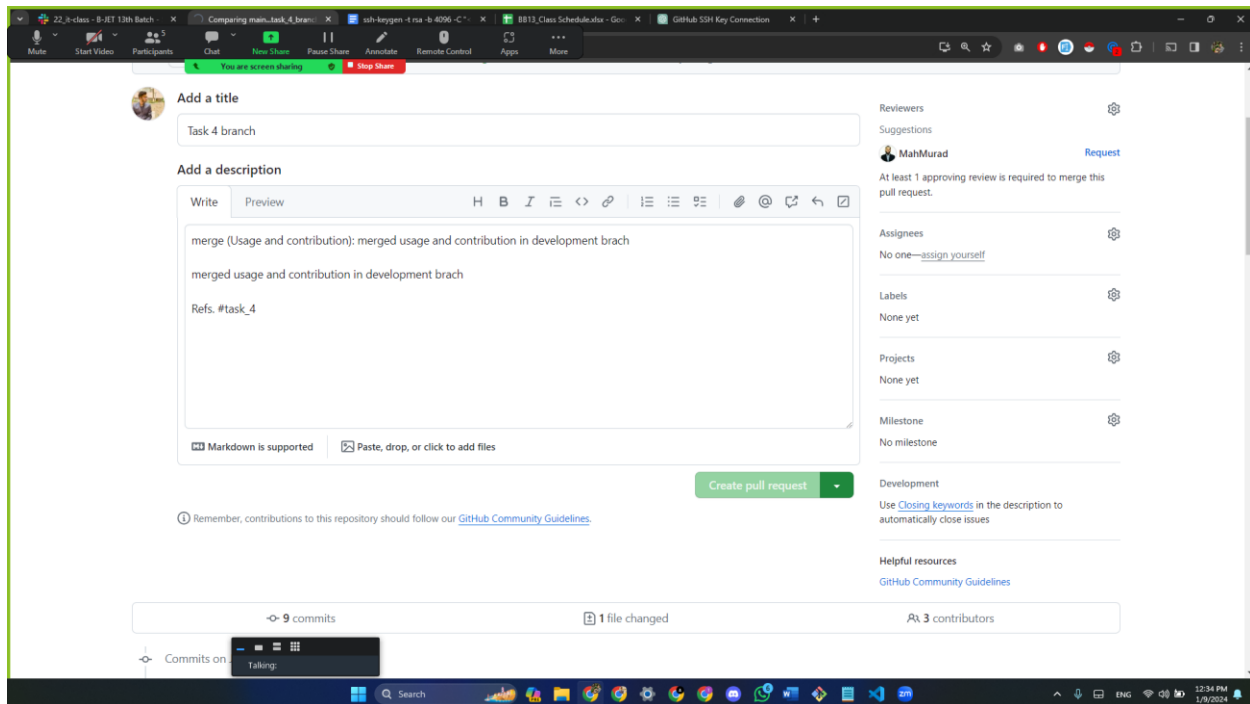 22_it-class - B-JET 13th Batch -
Comparing main...task_4_branc
ssh-keygen -t rsa -b 4096 -C "
BB13_Class Schedule.xlsx - Goo
GitHub SSH Key Connection
Mute
Start Video
5
Participants
Chat
New Share
Pause Share
Annotate
Remote Control
Apps
More
You are screen sharing
Stop Share
Add a title
Task 4 branch
Add a description
Write
Preview
merge (Usage and contribution): merged usage and contribution in development brach
merged usage and contribution in development brach
Refs. #task_4
Markdown is supported
Paste, drop, or click to add files
Create pull request
Remember, contributions to this repository should follow our GitHub Community Guidelines.
Reviewers
Suggestions
MahMurad
Request
At least 1 approving review is required to merge this
pull request.
Assignees
No one—assign yourself
Labels
None yet
Projects
None yet
Milestone
No milestone
Development
Use Closing keywords in the description to
automatically close issues
Helpful resources
GitHub Community Guidelines
9 commits
1 file changed
3 contributors
Commits on
Talking:
Search
ENG
12:34 PM
1/9/2024